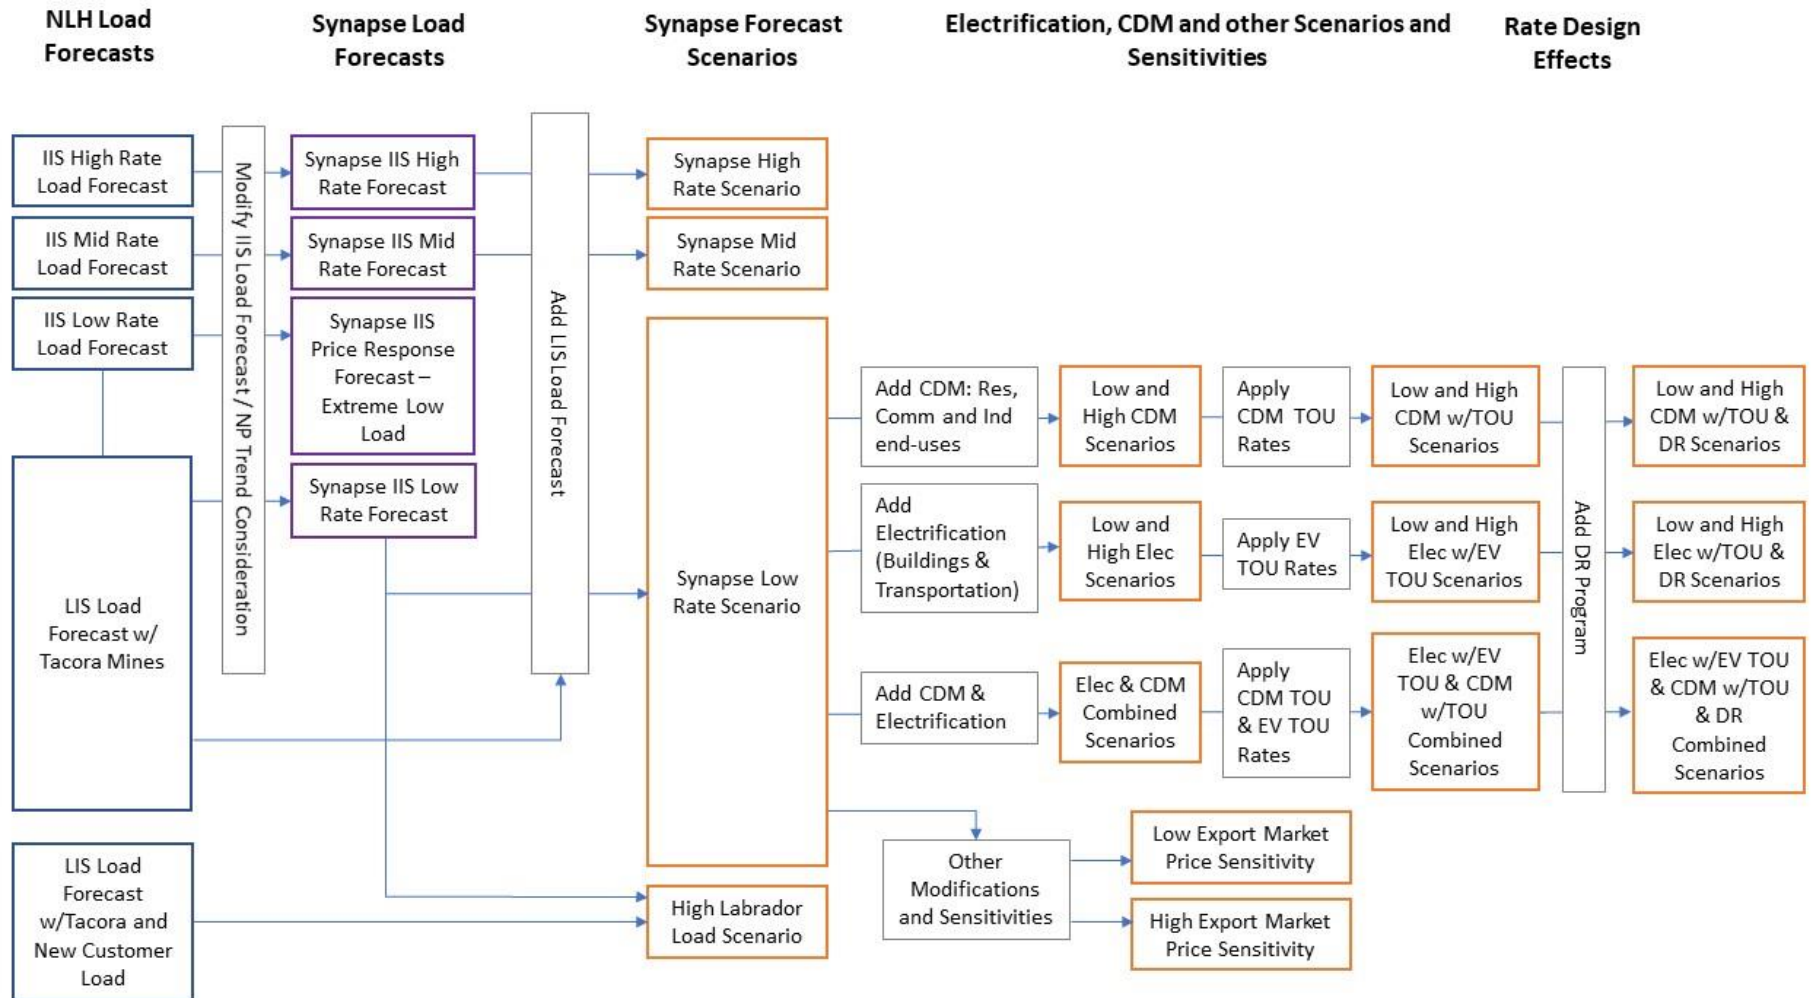 NLH Load
Forecasts
Synapse Load
Forecasts
Synapse Forecast
Scenarios
Electrification, CDM and other Scenarios and
Sensitivities
Rate Design
Effects
IIS High Rate
Load Forecast
IIS Mid Rate
Load Forecast
IIS Low Rate
Load Forecast
LIS Load
Forecast w/
Tacora Mines
LIS Load
Forecast
w/Tacora and
New Customer
Load
Modify IIS Load Forecast / NP Trend Consideration
Synapse IIS High
Rate Forecast
Synapse IIS Mid
Rate Forecast
Synapse IIS
Price Response
Forecast –
Extreme Low
Load
Synapse IIS Low
Rate Forecast
Add LIS Load Forecast
Synapse High
Rate Scenario
Synapse Mid
Rate Scenario
Synapse Low
Rate Scenario
High Labrador
Load Scenario
Add CDM: Res,
Comm and Ind
end-uses
Low and
High CDM
Scenarios
Apply
CDM TOU
Rates
Low and High
CDM w/TOU
Scenarios
Low and High
CDM w/TOU &
DR Scenarios
Add
Electrification
(Buildings &
Transportation)
Low and
High Elec
Scenarios
Apply EV
TOU Rates
Low and High
Elec w/EV
TOU Scenarios
Add DR Program
Low and High
Elec w/TOU &
DR Scenarios
Add CDM &
Electrification
Elec & CDM
Combined
Scenarios
Apply
CDM TOU
& EV TOU
Rates
Elec w/EV
TOU & CDM
w/TOU
Combined
Scenarios
Elec w/EV TOU
& CDM w/TOU
& DR
Combined
Scenarios
Other
Modifications
and Sensitivities
Low Export Market
Price Sensitivity
High Export Market
Price Sensitivity